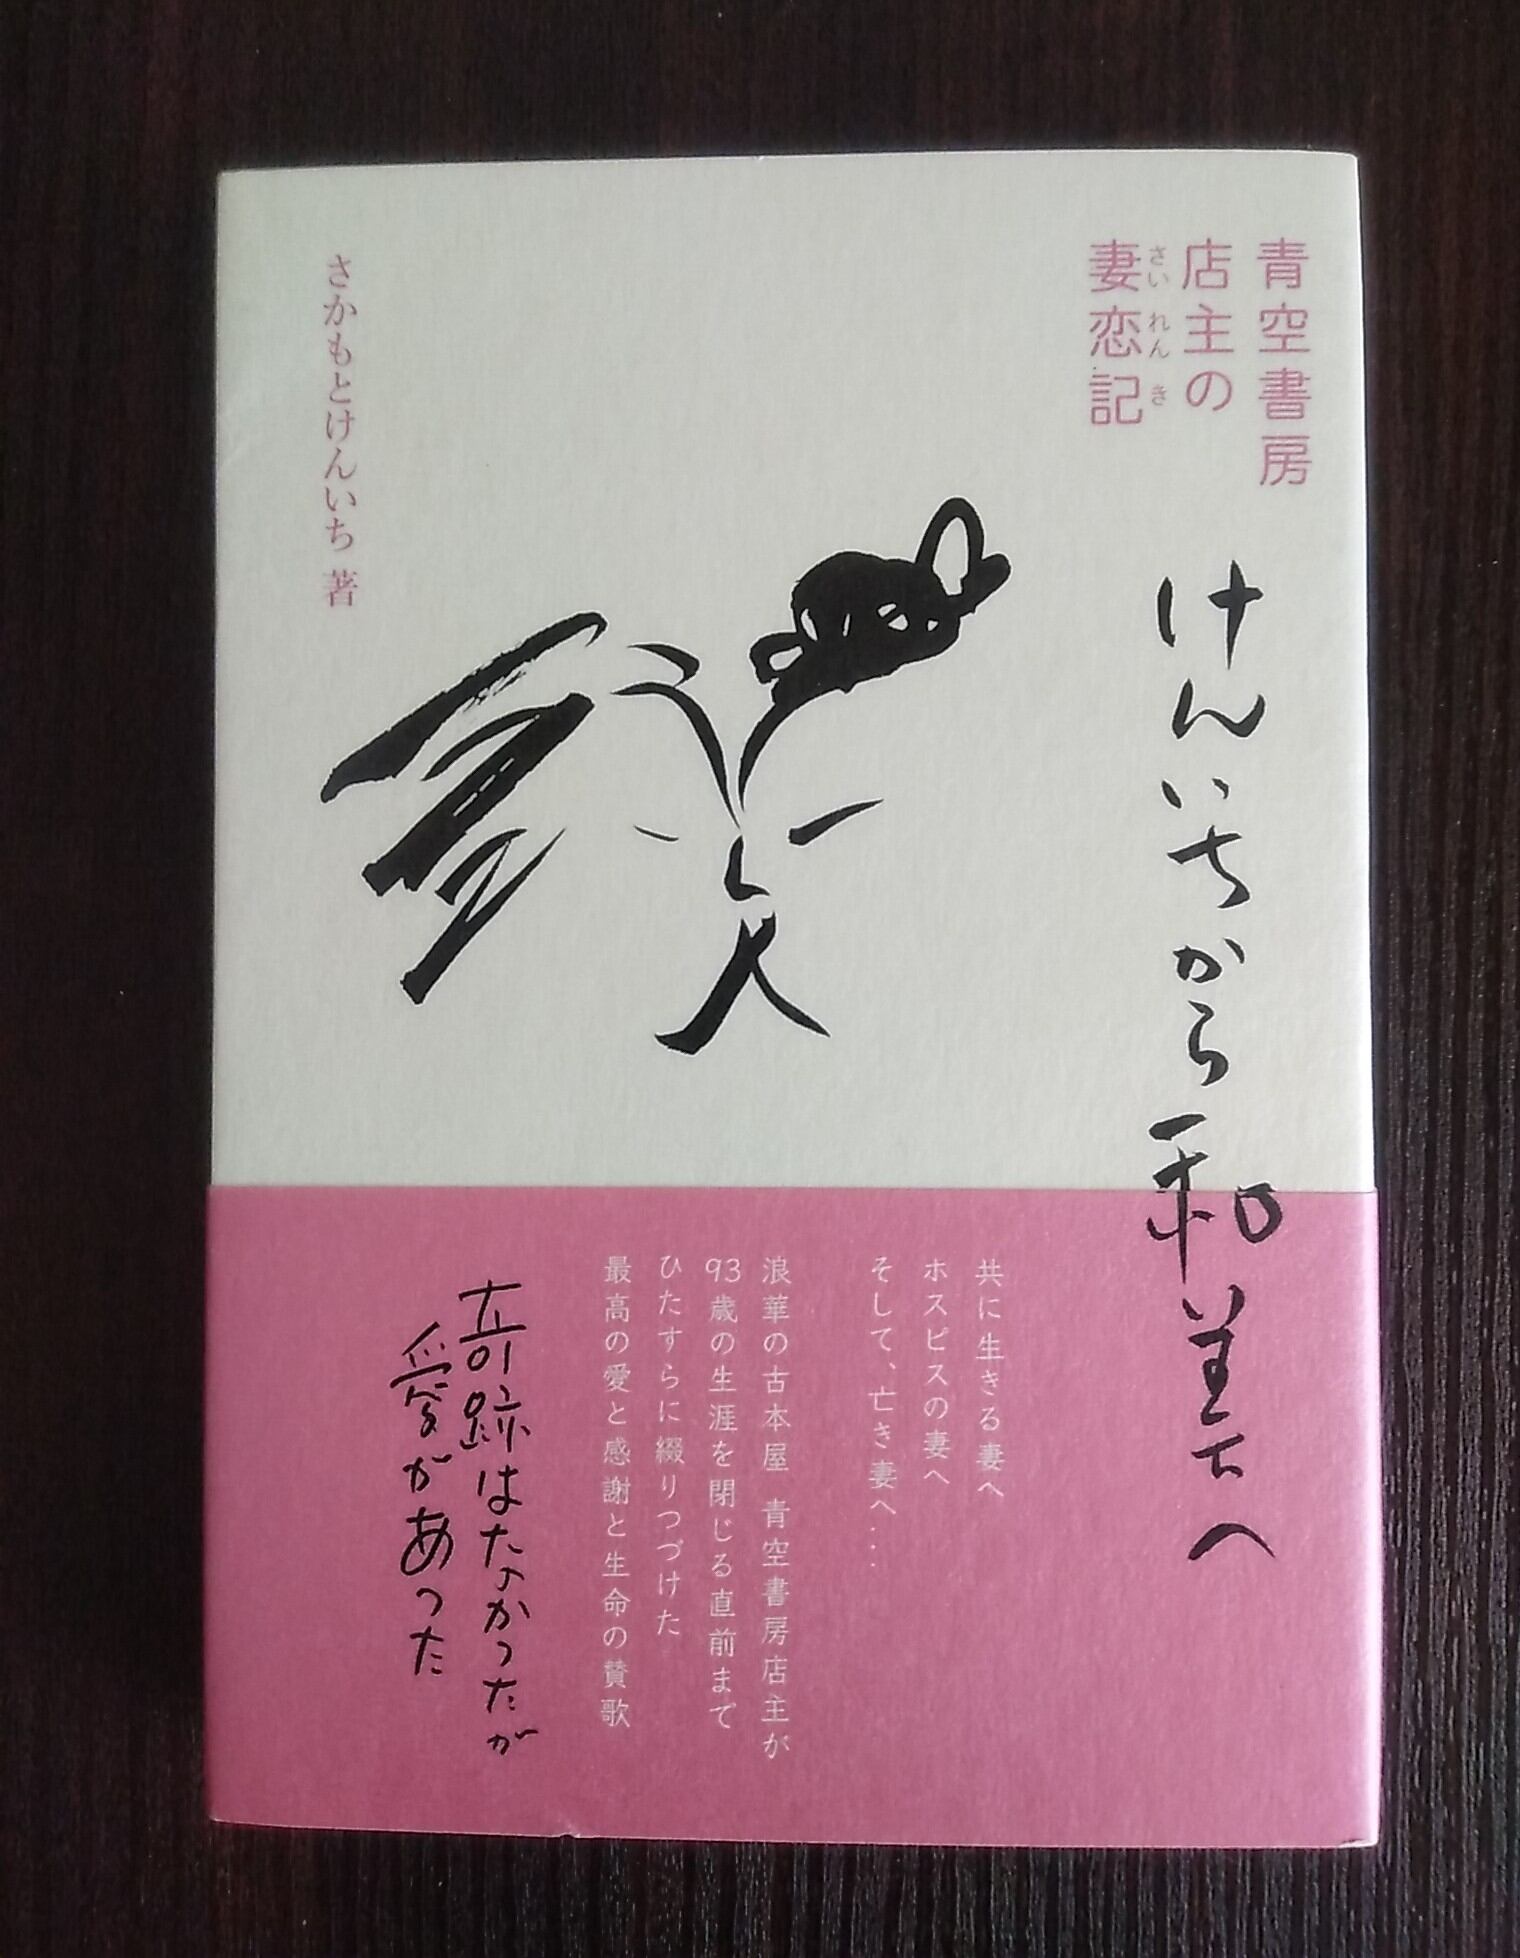 青空書房
店主の
妻恋記
さいれんき
けんいちから和美へ
さかもとけんいち 著
共に生きる妻へ
ホスピスの妻へ
そして、亡き妻へ‥‥
浪華の古本屋 青空書房店主が
93歳の生涯を閉じる直前まで
ひたすらに綴りつづけた
最高の愛と感謝と生命の賛歌
奇跡はなかったが
愛があった